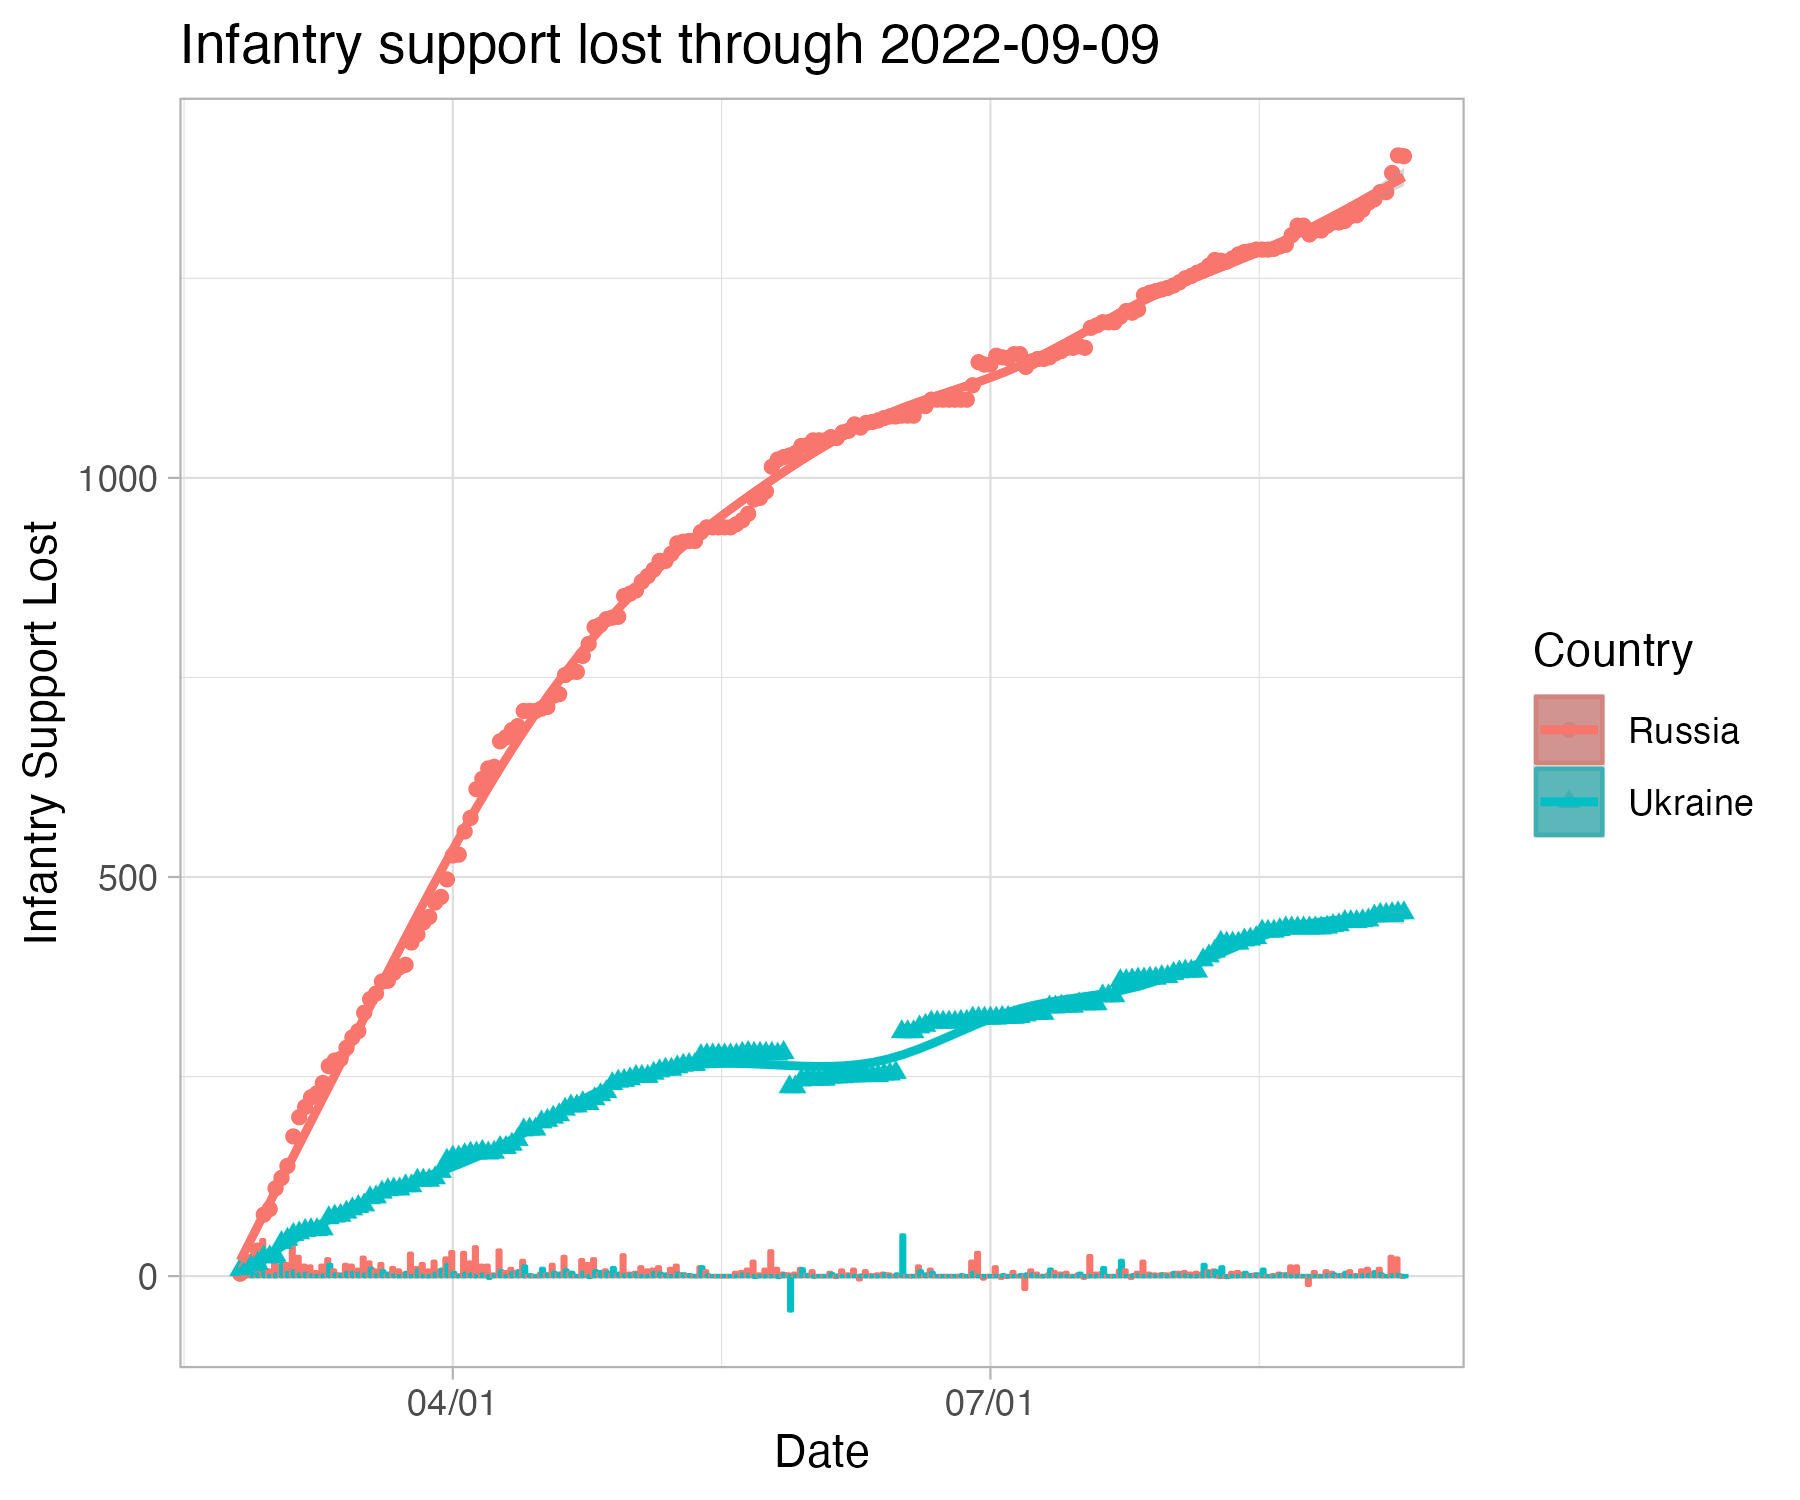 Infantry support lost through 2022-09-09
Infantry Support Lost
1000
500
0
04/01
07/01
Date
Country
Russia
Ukraine